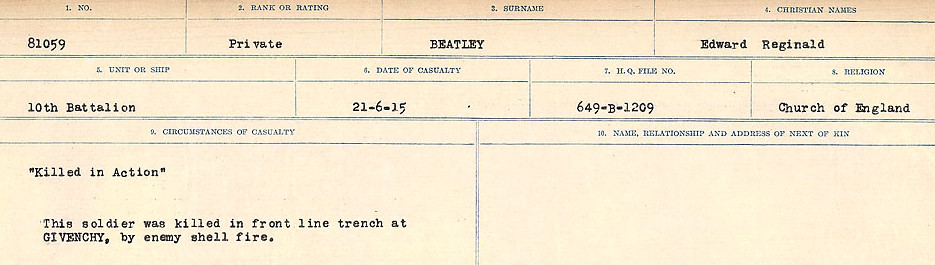 1. NO. 2. RANK OR RATING 3. SURNAME 4. CHRISTIAN NAMES
81059 Private BEATLEY Edward Reginald
5. UNIT OR SHIP 6. DATE OF CASUALTY 7. H.Q. FILE NO. 8. RELIGION
10th Battalion 21-6-15 649-B-1209 Church of England
9. CIRCUMSTANCES OF CASUALTY 10. NAME, RELATIONSHIP AND ADDRESS OF NEXT OF KIN
"Killed in Action"
This soldier was killed in front line trench at
GIVENCHY, by enemy shell fire.